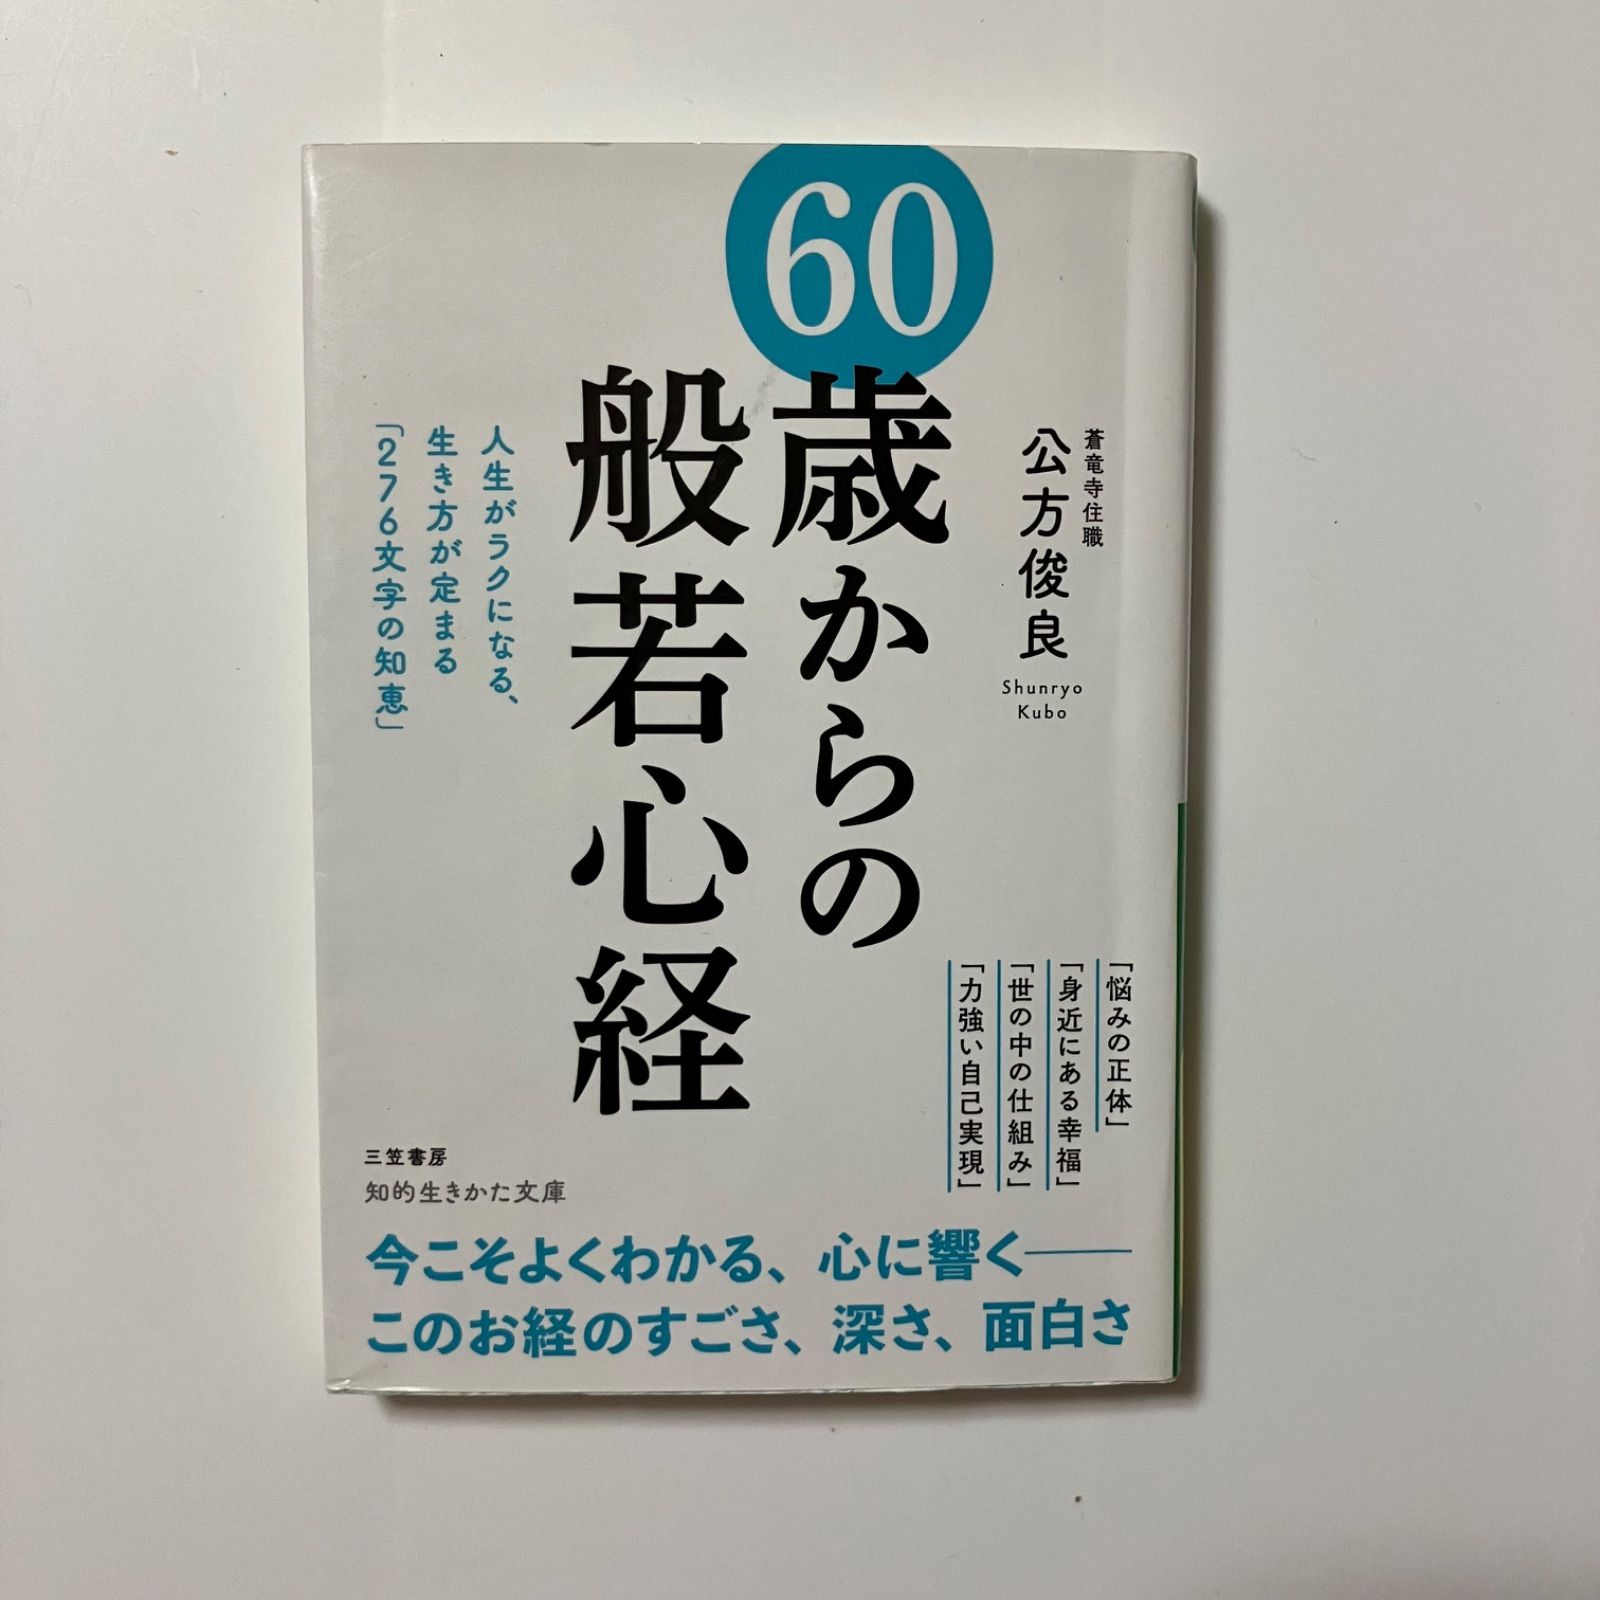 蒼竜寺住職
公方俊良
Shunryo
Kubo
60歳からの
般若心経
人生がラクになる、
生き方が定まる
「276文字の知恵」
「悩みの正体」
「身近にある幸福」
「世の中の仕組み」
「力強い自己実現」
三笠書房
知的生きかた文庫
今こそよくわかる、心に響く――
このお経のすごさ、深さ、面白さ